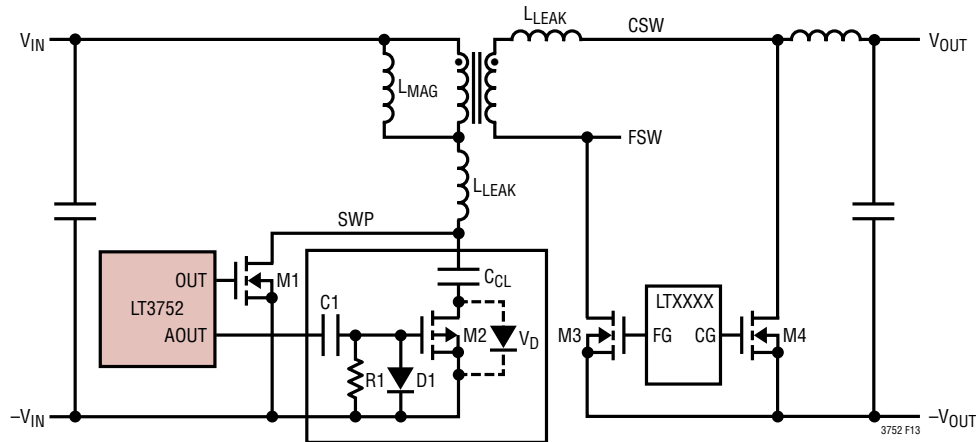 L_LEAK
CSW
V_IN
V_OUT
L_MAG
FSW
L_LEAK
SWP
C_CL
OUT
M1
LT3752
C1
LTXXXX
AOUT
M2
V_D
M3
FG
CG
M4
R1
D1
–V_IN
–V_OUT
3752 F13